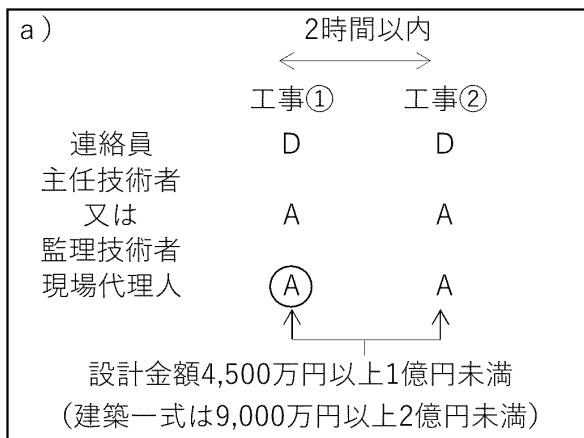 a)
2時間以内
工事① 工事②
連絡員 D D
主任技術者
又は A A
監理技術者
現場代理人 A A
設計金額4,500万円以上1億円未満
(建築一式は9,000万円以上2億円未満)